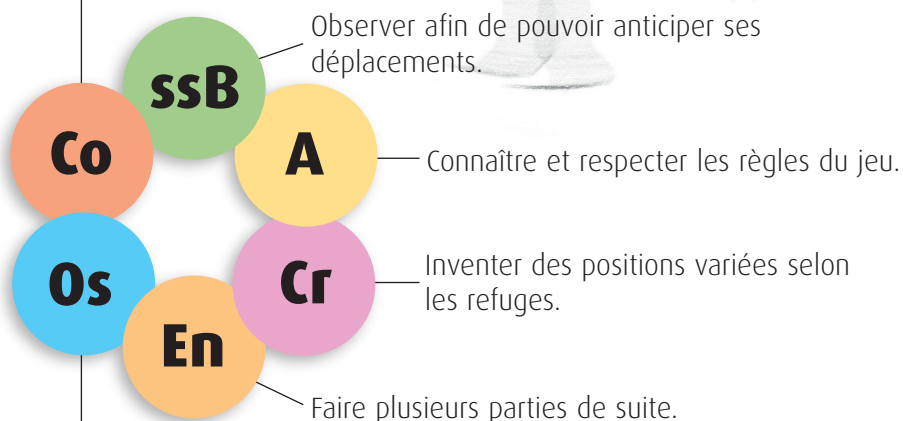 Observer afin de pouvoir anticiper ses
déplacements.
ssB
Co
A
Connaître et respecter les règles du jeu.
Os
Cr
Inventer des positions variées selon
les refuges.
En
Faire plusieurs parties de suite.